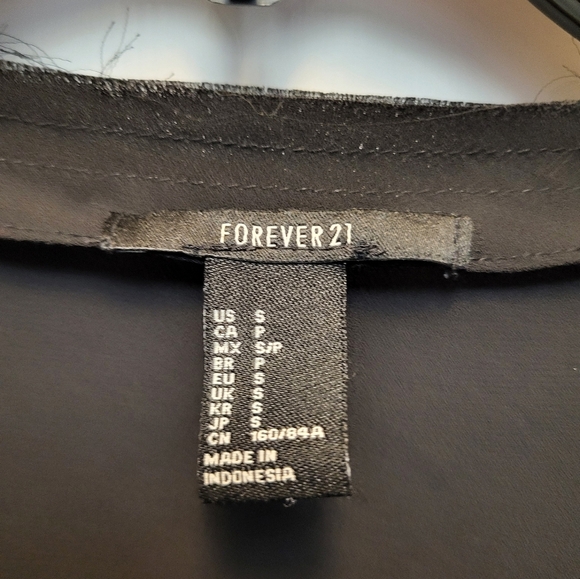 FOREVER 21
US S
CA P
MX S/P
BR P
EU S
UK S
KR S
JP S
CN 160/84A
MADE IN
INDONESIA